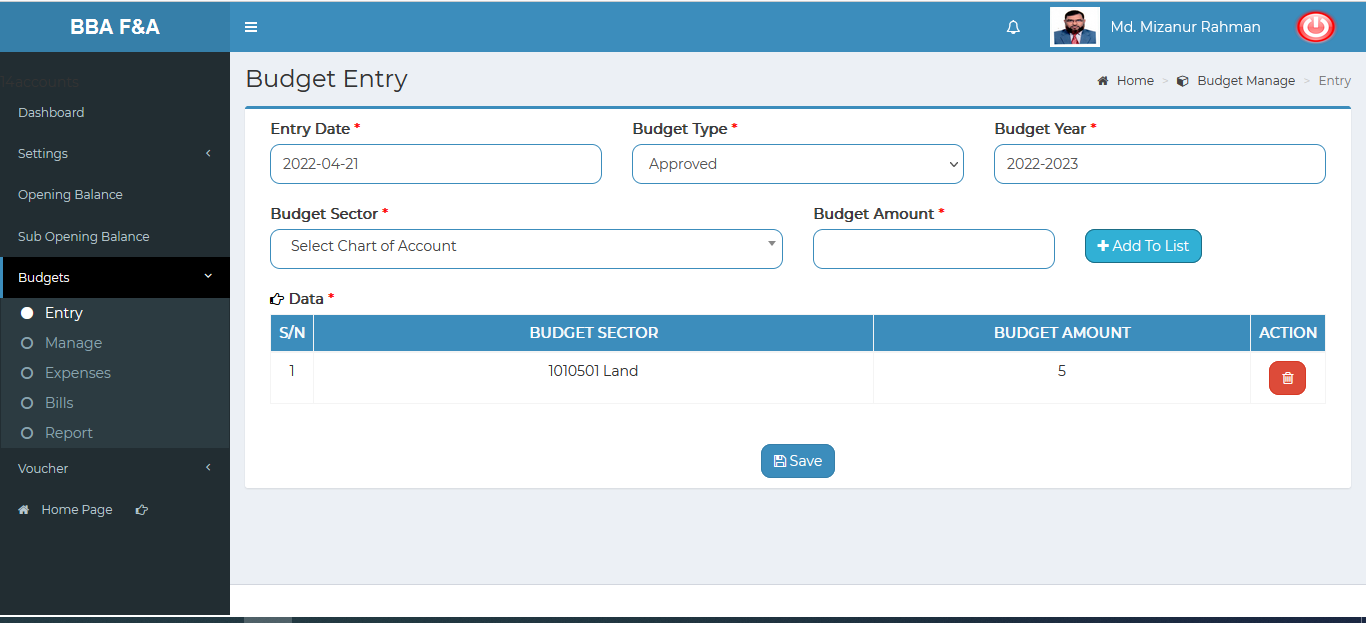 BBA F&A
Md. Mizanur Rahman
14accounts
Dashboard
Settings
Opening Balance
Sub Opening Balance
Budgets
Entry
Manage
Expenses
Bills
Report
Voucher
Home Page
Budget Entry
Home > Budget Manage > Entry
Entry Date * Budget Type * Budget Year *
2022-04-21 Approved 2022-2023
Budget Sector * Budget Amount *
Select Chart of Account Add To List
Data *
S/N BUDGET SECTOR BUDGET AMOUNT ACTION
1 1010501 Land 5
Save